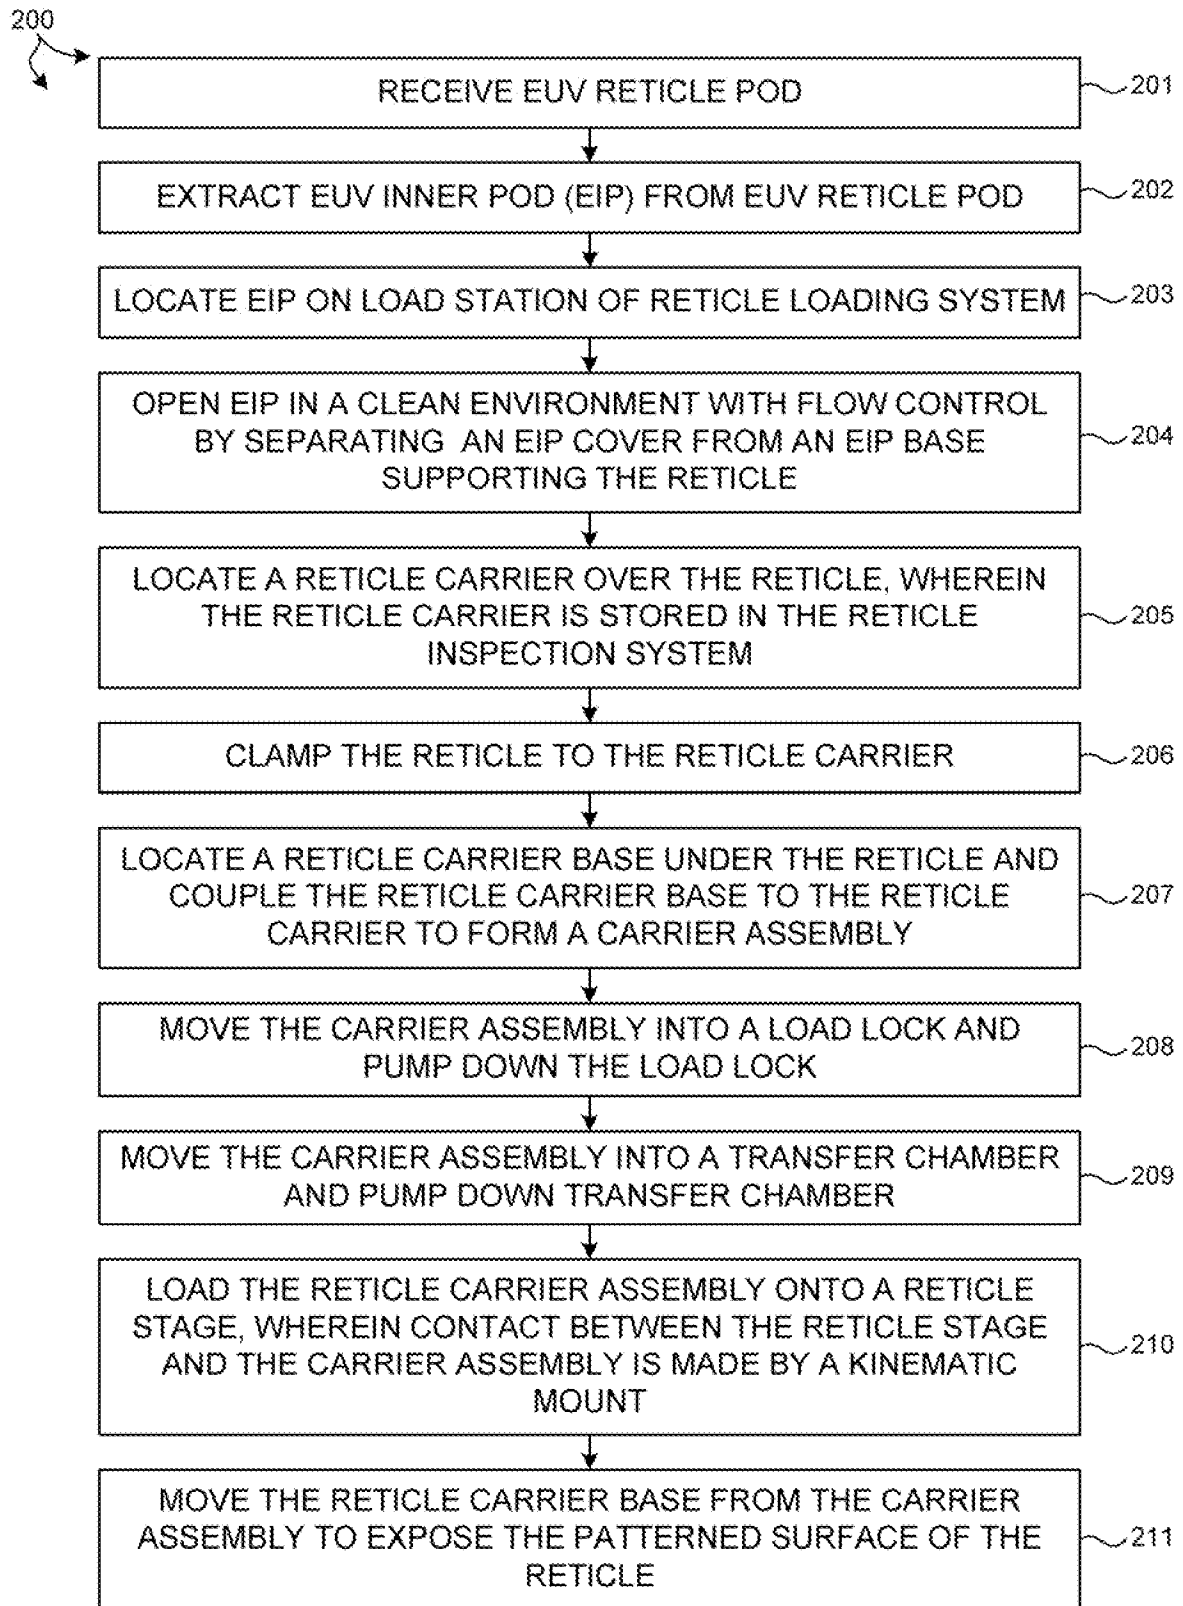 200
RECEIVE EUV RETICLE POD
201
EXTRACT EUV INNER POD (EIP) FROM EUV RETICLE POD
202
LOCATE EIP ON LOAD STATION OF RETICLE LOADING SYSTEM
203
OPEN EIP IN A CLEAN ENVIRONMENT WITH FLOW CONTROL
BY SEPARATING AN EIP COVER FROM AN EIP BASE
SUPPORTING THE RETICLE
204
LOCATE A RETICLE CARRIER OVER THE RETICLE, WHEREIN
THE RETICLE CARRIER IS STORED IN THE RETICLE
INSPECTION SYSTEM
205
CLAMP THE RETICLE TO THE RETICLE CARRIER
206
LOCATE A RETICLE CARRIER BASE UNDER THE RETICLE AND
COUPLE THE RETICLE CARRIER BASE TO THE RETICLE
CARRIER TO FORM A CARRIER ASSEMBLY
207
MOVE THE CARRIER ASSEMBLY INTO A LOAD LOCK AND
PUMP DOWN THE LOAD LOCK
208
MOVE THE CARRIER ASSEMBLY INTO A TRANSFER CHAMBER
AND PUMP DOWN TRANSFER CHAMBER
209
LOAD THE RETICLE CARRIER ASSEMBLY ONTO A RETICLE
STAGE, WHEREIN CONTACT BETWEEN THE RETICLE STAGE
AND THE CARRIER ASSEMBLY IS MADE BY A KINEMATIC
MOUNT
210
MOVE THE RETICLE CARRIER BASE FROM THE CARRIER
ASSEMBLY TO EXPOSE THE PATTERNED SURFACE OF THE
RETICLE
211